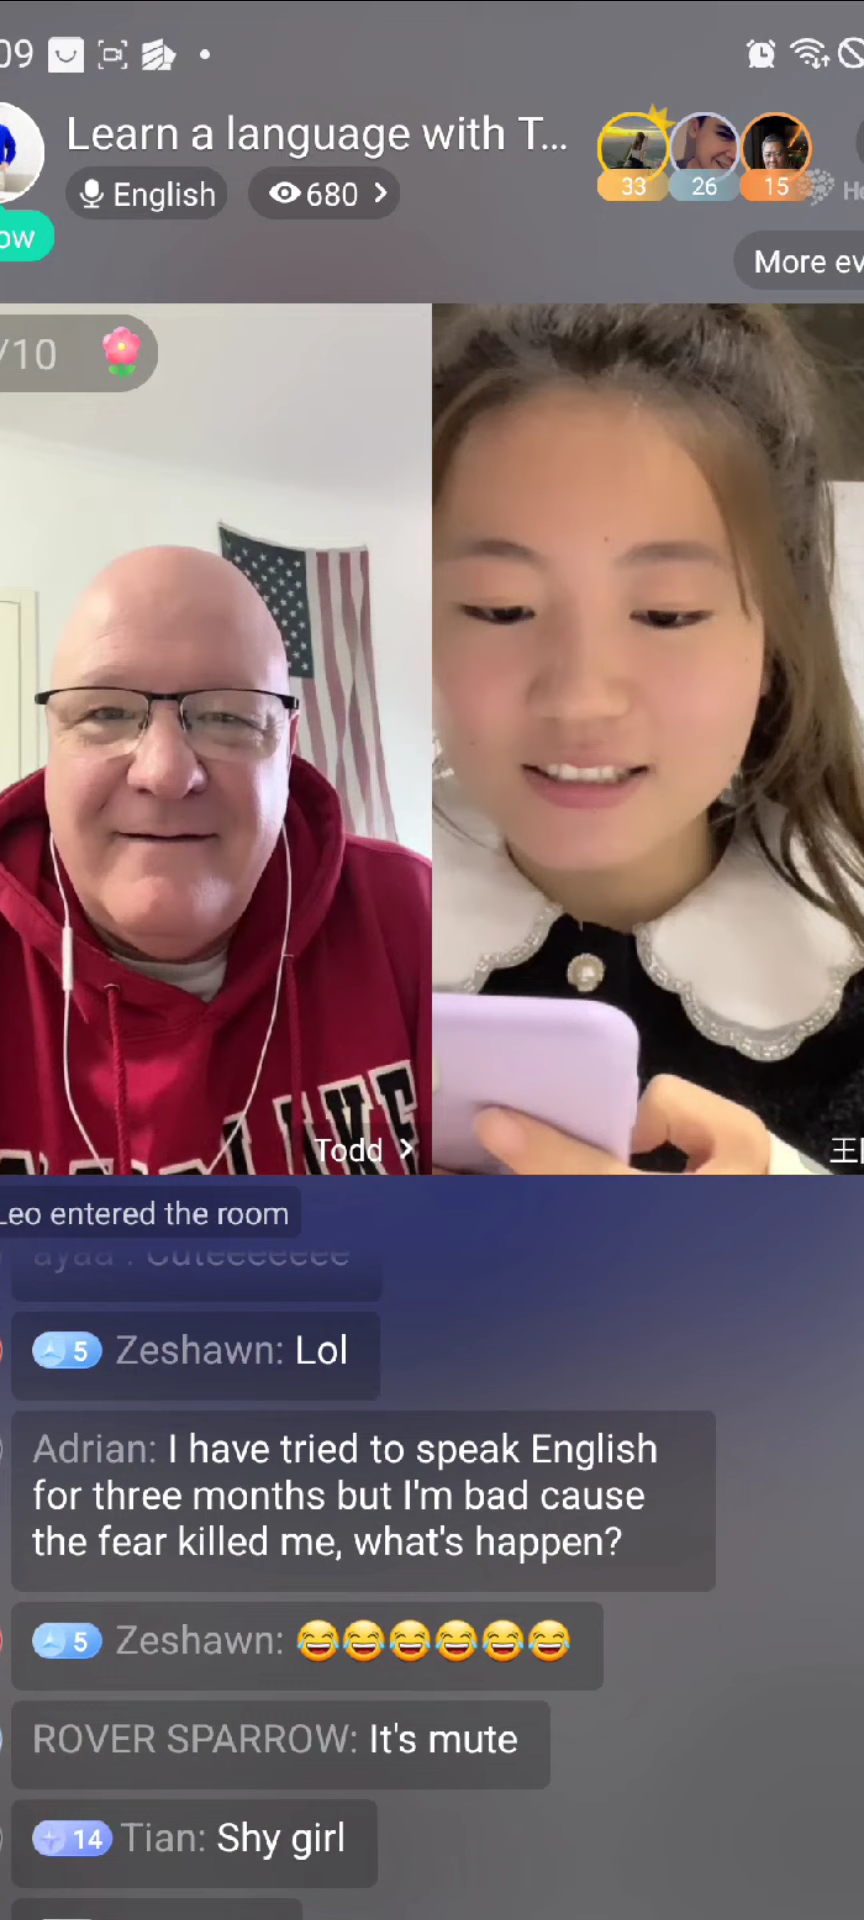 09
Learn a language with T...
English
680
33
26
15
More ev
/10
Todd
Leo entered the room
ayaa : Cuteeeeeee
5 Zeshawn: Lol
Adrian: I have tried to speak English
for three months but I'm bad cause
the fear killed me, what's happen?
5 Zeshawn: 😂😂😂😂😂😂
ROVER SPARROW: It's mute
14 Tian: Shy girl